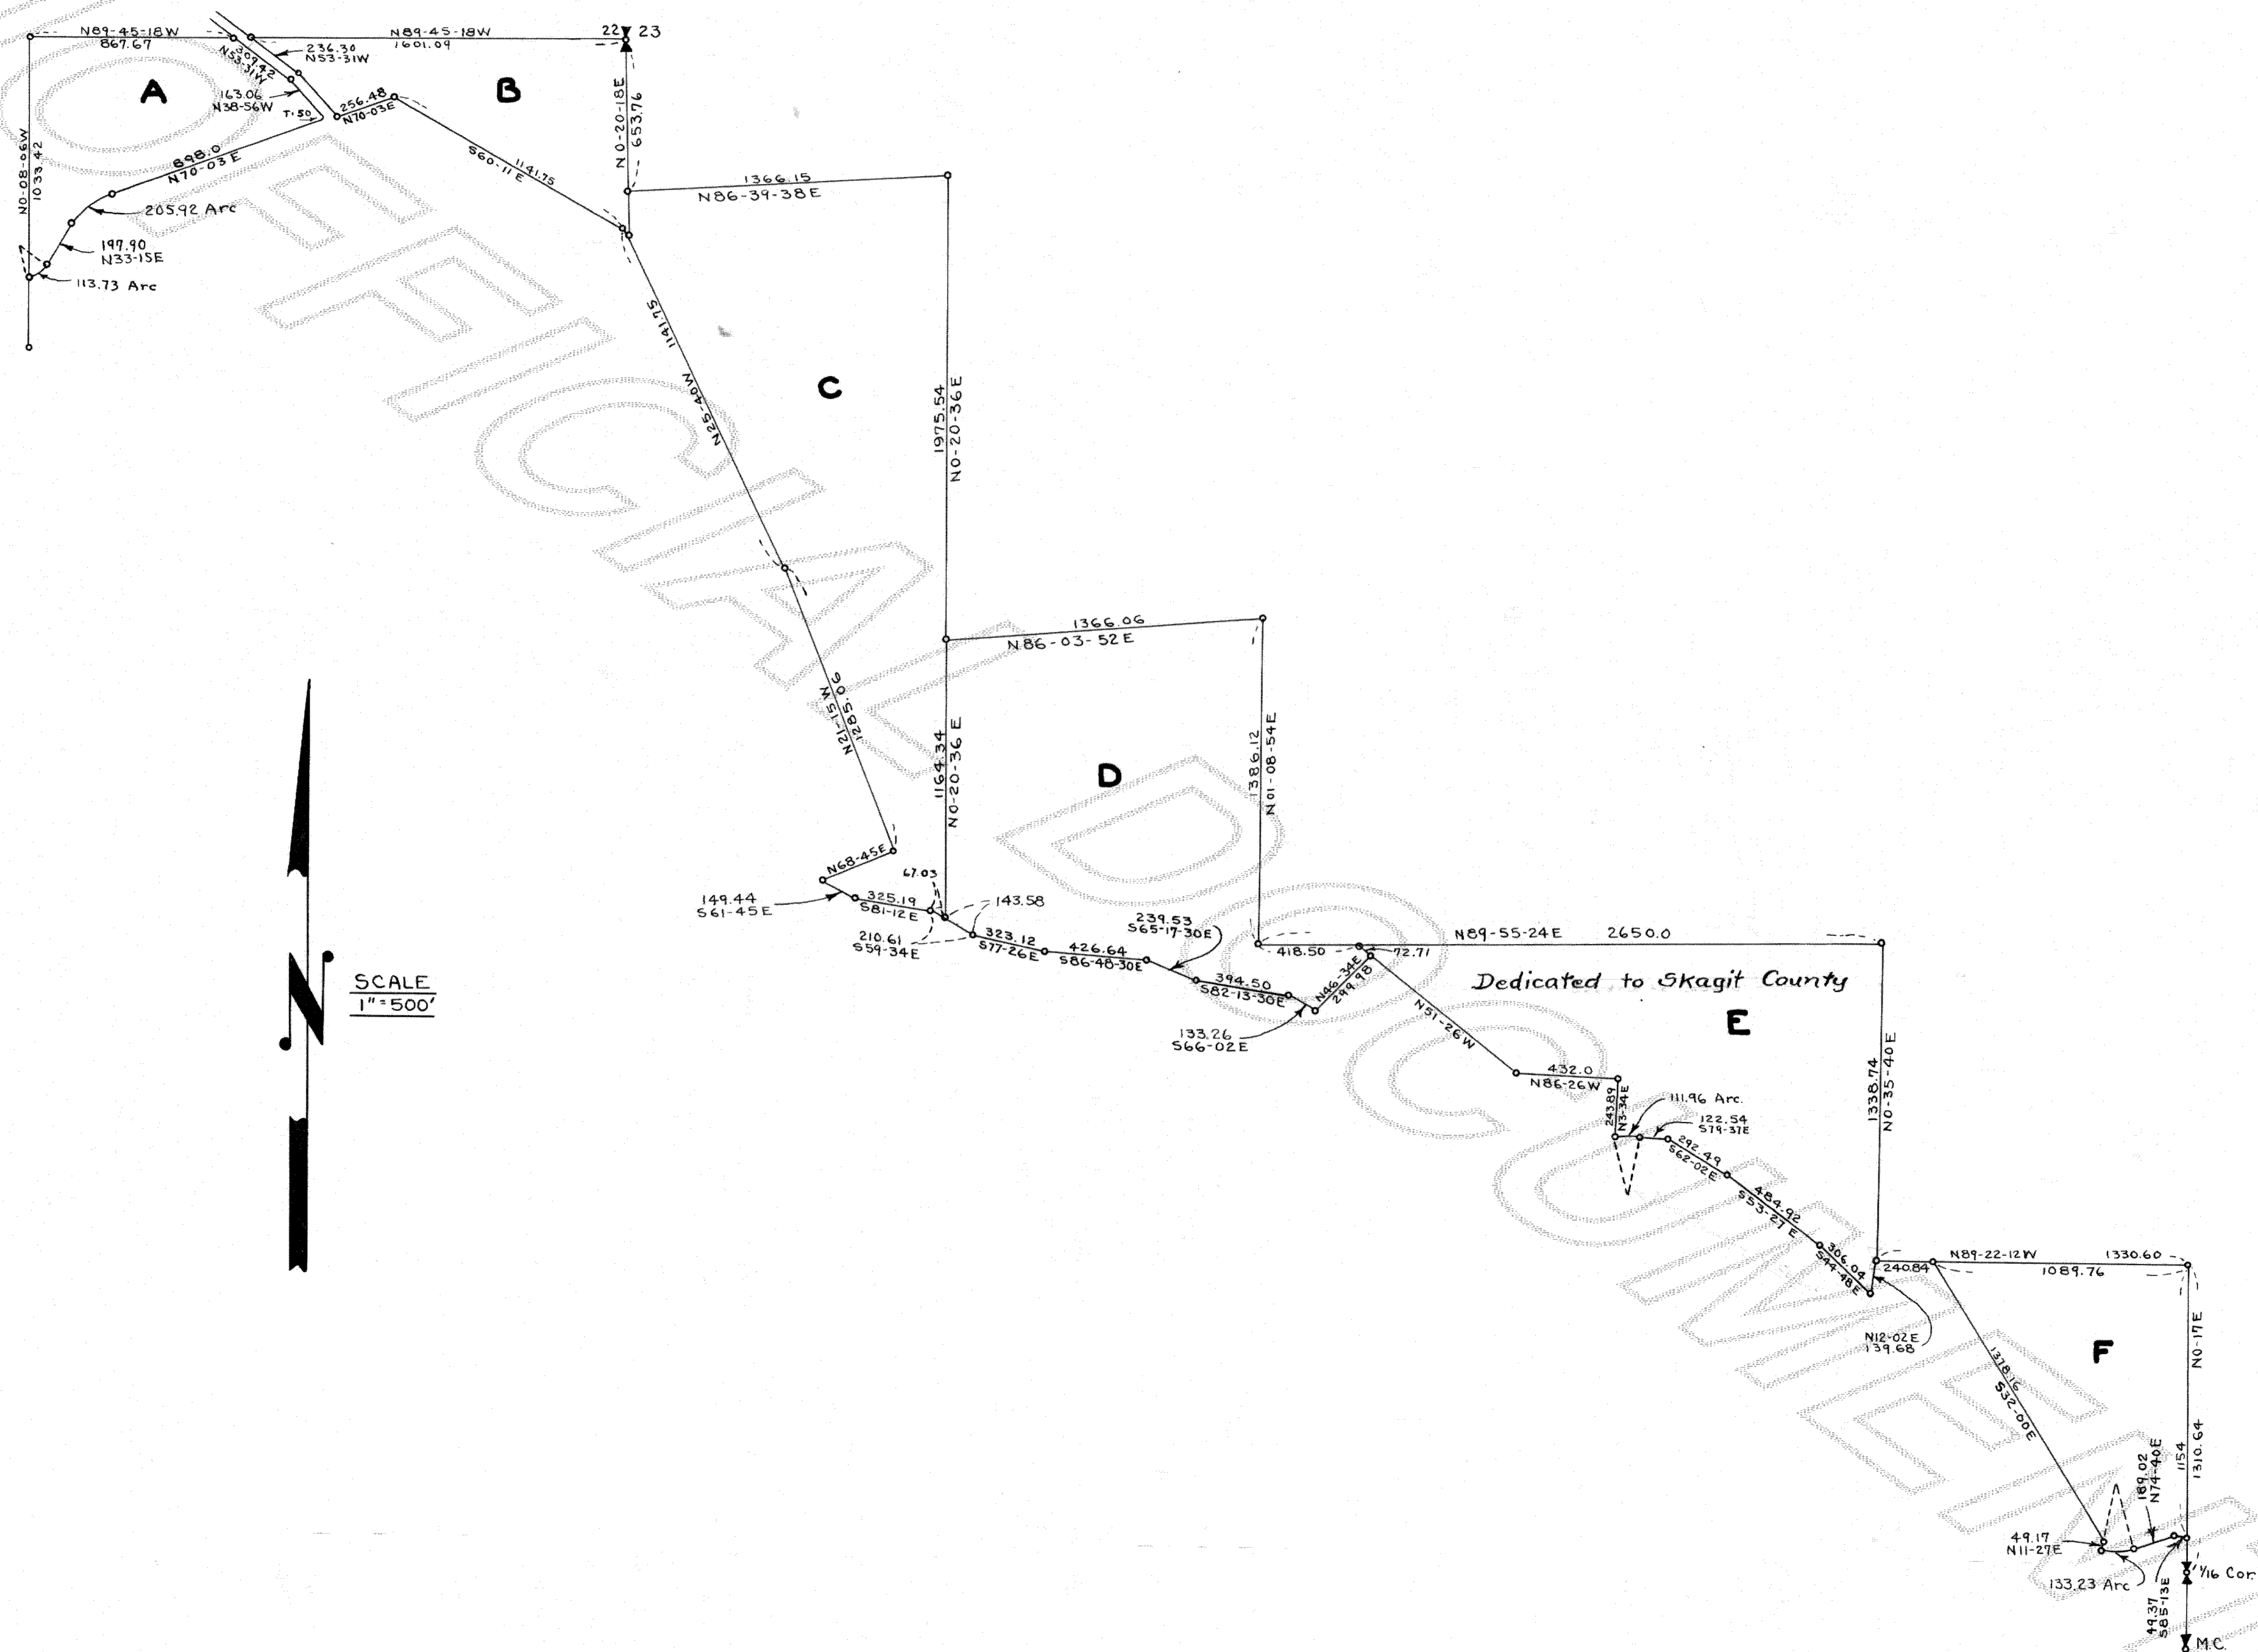 N89-45-18W
867.67
N89-45-18W
1601.09
22 23
236.30
N53-31W
309.42
N53-31W
A
B
163.06
N38-56W
T=50
256.48
N70-03E
N0-20-18E
653.76
N0-08-06W
1033.42
898.0
N70-03E
1141.75
S60-11E
1366.15
N86-39-38E
205.92 Arc
197.90
N33-15E
113.73 Arc
1141.75
N25-40W
C
1975.54
N0-20-36E
1366.06
N86-03-52E
N21-15W
1285.06
1164.34
N0-20-36E
D
1386.12
N01-08-54E
N68-45E
67.03
149.44
S61-45E
325.19
S81-12E
143.58
210.61
S59-34E
323.12
S77-26E
426.64
S86-48-30E
239.53
S65-17-30E
394.50
S82-13-30E
133.26
S66-02E
N46-34E
299.98
418.50
72.71
N89-55-24E 2650.0
Dedicated to Skagit County
E
N
SCALE
1"=500'
N51-26W
432.0
N86-26W
243.89
N3-34E
111.96 Arc.
122.54
S79-37E
292.49
S62-02E
484.92
S53-27E
306.04
S44-48E
1338.74
N0-35-40E
240.84
N89-22-12W 1330.60
1089.76
N12-02E
139.68
F
N0-17E
1154
1310.64
1378.16
S32-00E
189.02
N74-40E
49.17
N11-27E
133.23 Arc
49.37
S85-13E
1/16 Cor.
M.C.
OFFICIAL DOCUMENT